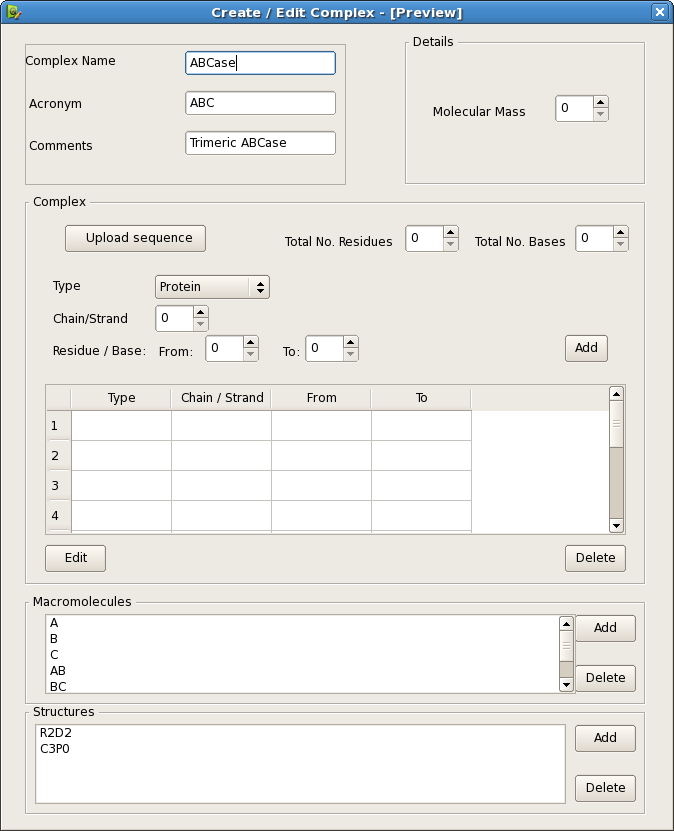 Create / Edit Complex - [Preview]
Complex Name ABCase
Acronym ABC
Comments Trimeric ABCase
Details
Molecular Mass 0
Complex
Upload sequence Total No. Residues 0 Total No. Bases 0
Type Protein
Chain/Strand 0
Residue / Base: From: 0 To: 0 Add
Type Chain / Strand From To
1
2
3
4
Edit Delete
Macromolecules
A
B
C
AB
BC
Add
Delete
Structures
R2D2
C3P0
Add
Delete